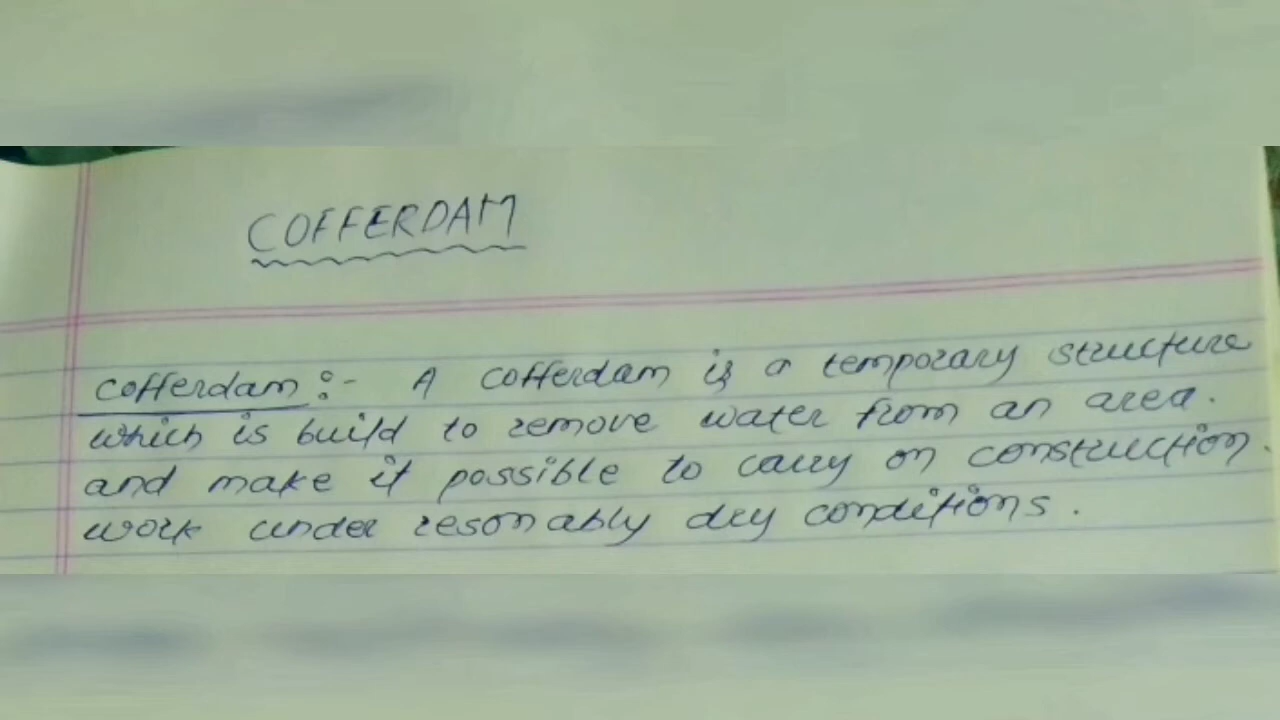 COFFERDAM
cofferdam :- A cofferdam is a temporary structure
which is build to remove water from an area.
and make it possible to carry on construction.
work under resonably dry conditions.